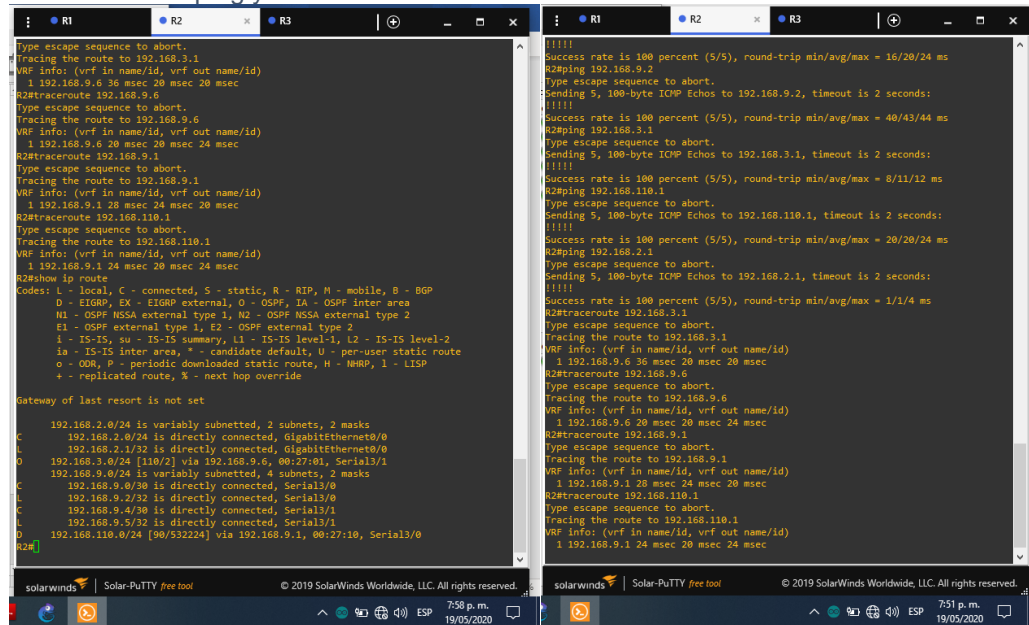 R1
R2
×
R3
Type escape sequence to abort.
Tracing the route to 192.168.3.1
VRF info: (vrf in name/id, vrf out name/id)
1 192.168.9.6 36 msec 20 msec 20 msec
R2#traceroute 192.168.9.6
Type escape sequence to abort.
Tracing the route to 192.168.9.6
VRF info: (vrf in name/id, vrf out name/id)
1 192.168.9.6 20 msec 20 msec 24 msec
R2#traceroute 192.168.9.1
Type escape sequence to abort.
Tracing the route to 192.168.9.1
VRF info: (vrf in name/id, vrf out name/id)
1 192.168.9.1 28 msec 24 msec 20 msec
R2#traceroute 192.168.110.1
Type escape sequence to abort.
Tracing the route to 192.168.110.1
VRF info: (vrf in name/id, vrf out name/id)
1 192.168.9.1 24 msec 20 msec 24 msec
R2#show ip route
Codes: L - local, C - connected, S - static, R - RIP, M - mobile, B - BGP
D - EIGRP, EX - EIGRP external, O - OSPF, IA - OSPF inter area
N1 - OSPF NSSA external type 1, N2 - OSPF NSSA external type 2
E1 - OSPF external type 1, E2 - OSPF external type 2
i - IS-IS, su - IS-IS summary, L1 - IS-IS level-1, L2 - IS-IS level-2
ia - IS-IS inter area, * - candidate default, U - per-user static route
o - ODR, P - periodic downloaded static route, H - NHRP, l - LISP
+ - replicated route, % - next hop override
Gateway of last resort is not set
192.168.2.0/24 is variably subnetted, 2 subnets, 2 masks
C 192.168.2.0/24 is directly connected, GigabitEthernet0/0
L 192.168.2.1/32 is directly connected, GigabitEthernet0/0
O 192.168.3.0/24 [110/2] via 192.168.9.6, 00:27:01, Serial3/1
192.168.9.0/24 is variably subnetted, 4 subnets, 2 masks
C 192.168.9.0/30 is directly connected, Serial3/0
L 192.168.9.2/32 is directly connected, Serial3/0
C 192.168.9.4/30 is directly connected, Serial3/1
L 192.168.9.5/32 is directly connected, Serial3/1
D 192.168.110.0/24 [90/532224] via 192.168.9.1, 00:27:10, Serial3/0
R2#
solarwinds Solar-PuTTY free tool © 2019 SolarWinds Worldwide, LLC. All rights reserved.
ESP
7:58 p. m.
19/05/2020
R1
R2
×
R3
!!!!!
Success rate is 100 percent (5/5), round-trip min/avg/max = 16/20/24 ms
R2#ping 192.168.9.2
Type escape sequence to abort.
Sending 5, 100-byte ICMP Echos to 192.168.9.2, timeout is 2 seconds:
!!!!!
Success rate is 100 percent (5/5), round-trip min/avg/max = 40/43/44 ms
R2#ping 192.168.3.1
Type escape sequence to abort.
Sending 5, 100-byte ICMP Echos to 192.168.3.1, timeout is 2 seconds:
!!!!!
Success rate is 100 percent (5/5), round-trip min/avg/max = 8/11/12 ms
R2#ping 192.168.110.1
Type escape sequence to abort.
Sending 5, 100-byte ICMP Echos to 192.168.110.1, timeout is 2 seconds:
!!!!!
Success rate is 100 percent (5/5), round-trip min/avg/max = 20/20/24 ms
R2#ping 192.168.2.1
Type escape sequence to abort.
Sending 5, 100-byte ICMP Echos to 192.168.2.1, timeout is 2 seconds:
!!!!!
Success rate is 100 percent (5/5), round-trip min/avg/max = 1/1/4 ms
R2#traceroute 192.168.3.1
Type escape sequence to abort.
Tracing the route to 192.168.3.1
VRF info: (vrf in name/id, vrf out name/id)
1 192.168.9.6 36 msec 20 msec 20 msec
R2#traceroute 192.168.9.6
Type escape sequence to abort.
Tracing the route to 192.168.9.6
VRF info: (vrf in name/id, vrf out name/id)
1 192.168.9.6 20 msec 20 msec 24 msec
R2#traceroute 192.168.9.1
Type escape sequence to abort.
Tracing the route to 192.168.9.1
VRF info: (vrf in name/id, vrf out name/id)
1 192.168.9.1 28 msec 24 msec 20 msec
R2#traceroute 192.168.110.1
Type escape sequence to abort.
Tracing the route to 192.168.110.1
VRF info: (vrf in name/id, vrf out name/id)
1 192.168.9.1 24 msec 20 msec 24 msec
solarwinds Solar-PuTTY free tool © 2019 SolarWinds Worldwide, LLC. All rights reserved.
ESP
7:51 p. m.
19/05/2020